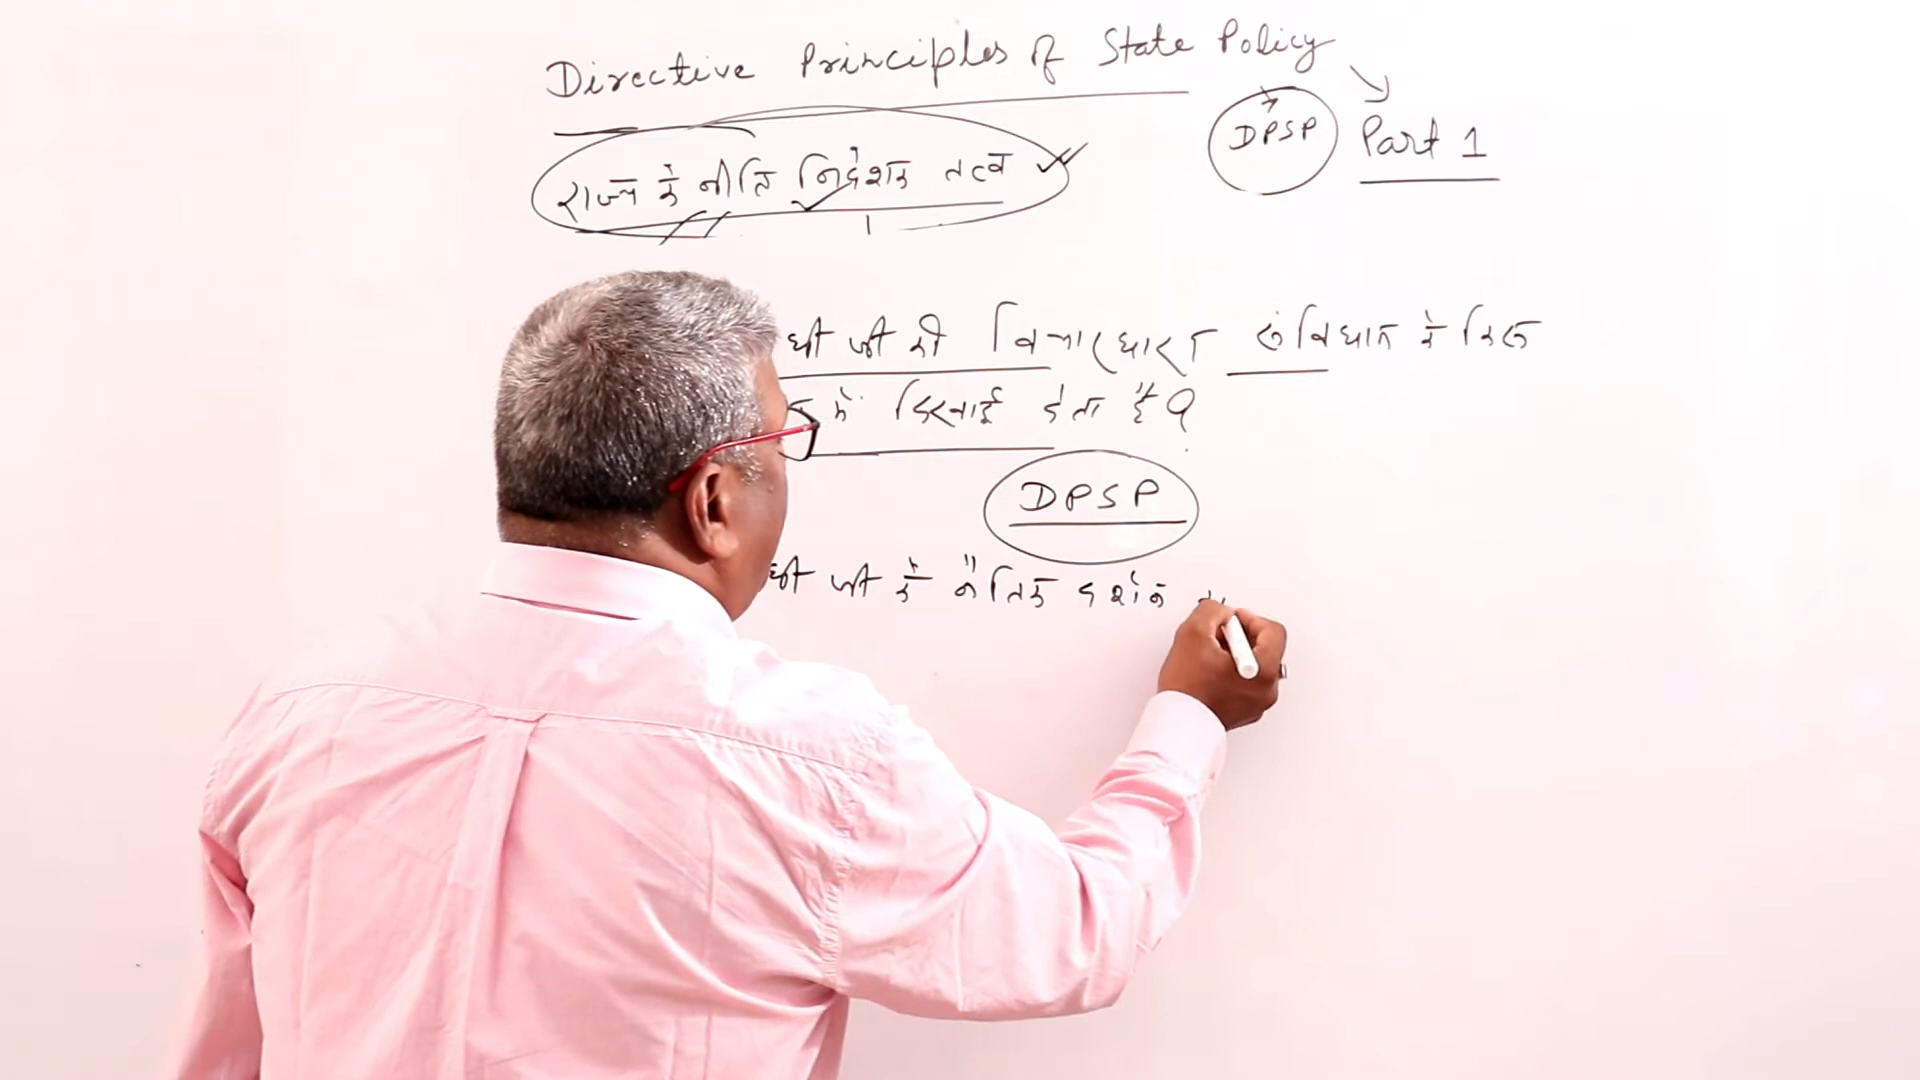 Directive Principles of State Policy
DPSP Part 1
राज्य के नीति निदेशक तत्व
धी जी की विचारधारा संविधान के किस
में दिखाई देता है?
DPSP
धी जी के नैतिक दर्शन